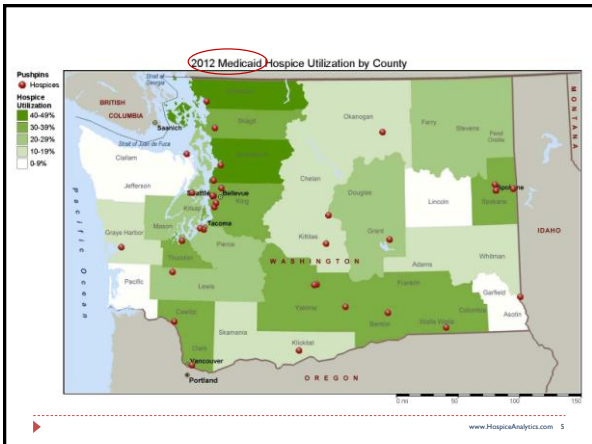 2012 Medicaid Hospice Utilization by County
Pushpins
Hospices
Hospice
Utilization
40-49%
30-39%
20-29%
10-19%
0-9%
Strait of
Georgia
BRITISH
COLUMBIA
Saanich
Strait of Juan de Fuca
Skagit
Okanogan
Ferry
Stevens
Pend
Oreille
MONTANA
Clallam
Jefferson
Chelan
Douglas
Lincoln
Spokane
Seattle
Bellevue
King
Kitsap
Grays Harbor
Mason
Tacoma
Kittitas
Grant
IDAHO
Thurston
Pierce
WASHINGTON
Adams
Whitman
Pacific Ocean
Pacific
Lewis
Yakima
Franklin
Garfield
Columbia
Asotin
Cowlitz
Skamania
Benton
Walla Walla
Clark
Klickitat
Vancouver
Portland
OREGON
0 mi
50
100
150
www.HospiceAnalytics.com 5